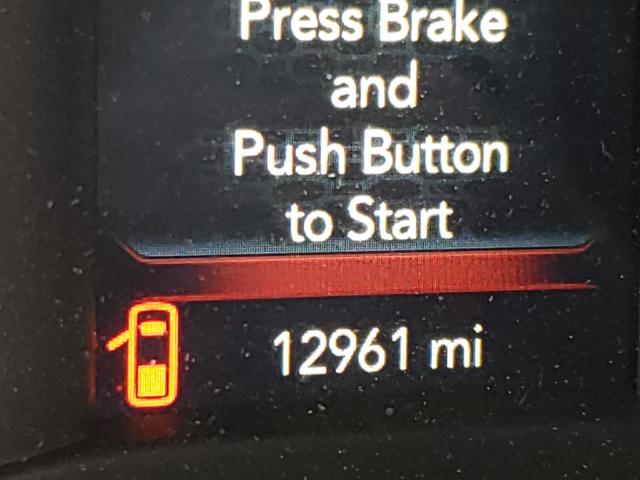 Press Brake
and
Push Button
to Start
12961 mi